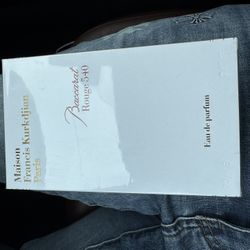 Maison
Francis Kurkdjian
Paris
Baccarat
Rouge 540
Eau de parfum